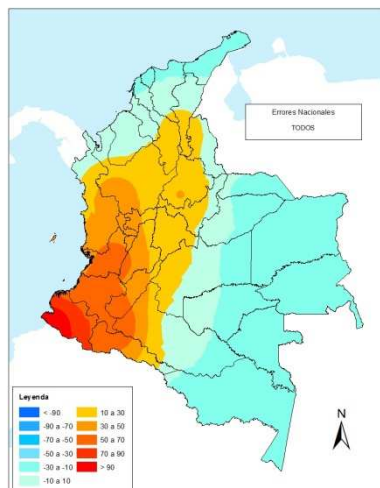 Errores Nacionales
TODOS
Leyenda
< -90
-90 a -70
-70 a -50
-50 a -30
-30 a -10
-10 a 10
10 a 30
30 a 50
50 a 70
70 a 90
> 90
N